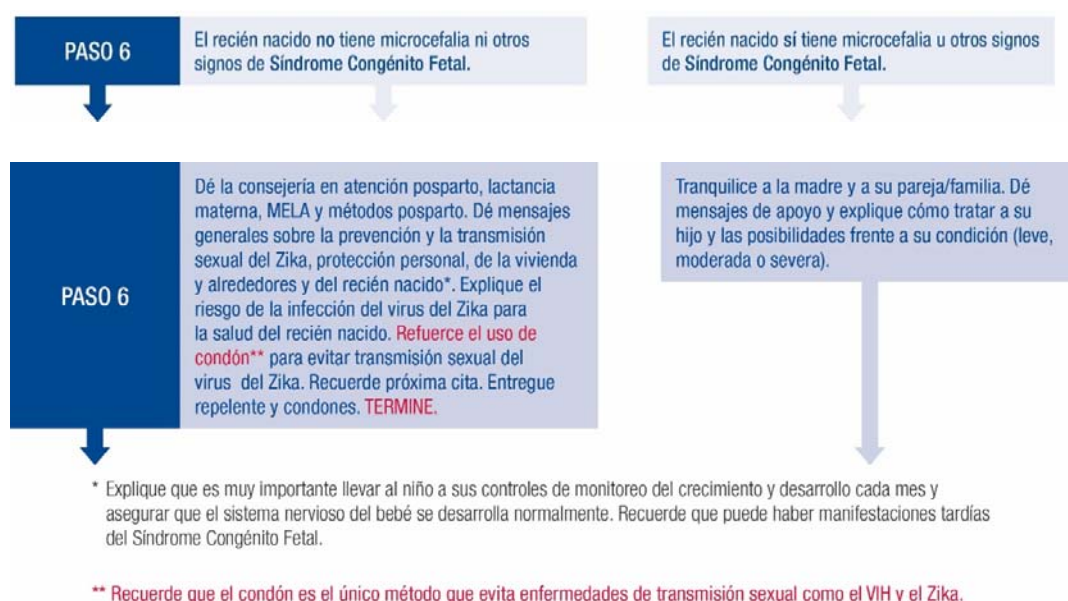 PASO 6
El recién nacido no tiene microcefalia ni otros
signos de Síndrome Congénito Fetal.
El recién nacido sí tiene microcefalia u otros signos
de Síndrome Congénito Fetal.
PASO 6
Dé la consejería en atención posparto, lactancia
materna, MELA y métodos posparto. Dé mensajes
generales sobre la prevención y la transmisión
sexual del Zika, protección personal, de la vivienda
y alrededores y del recién nacido*. Explique el
riesgo de la infección del virus del Zika para
la salud del recién nacido. Refuerce el uso de
condón** para evitar transmisión sexual del
virus del Zika. Recuerde próxima cita. Entregue
repelente y condones. TERMINE.
Tranquilice a la madre y a su pareja/familia. Dé
mensajes de apoyo y explique cómo tratar a su
hijo y las posibilidades frente a su condición (leve,
moderada o severa).
* Explique que es muy importante llevar al niño a sus controles de monitoreo del crecimiento y desarrollo cada mes y
asegurar que el sistema nervioso del bebé se desarrolla normalmente. Recuerde que puede haber manifestaciones tardías
del Síndrome Congénito Fetal.
** Recuerde que el condón es el único método que evita enfermedades de transmisión sexual como el VIH y el Zika.